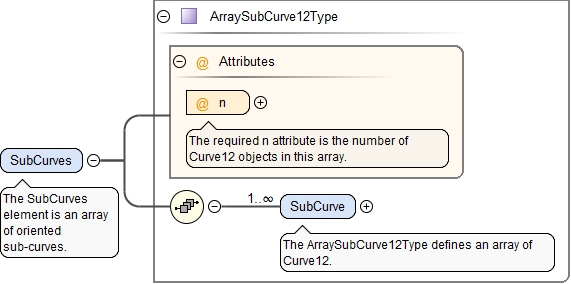 ArraySubCurve12Type
@ Attributes
@ n
The required n attribute is the number of
Curve12 objects in this array.
SubCurves
The SubCurves
element is an array
of oriented
sub-curves.
1..∞
SubCurve
The ArraySubCurve12Type defines an array of
Curve12.